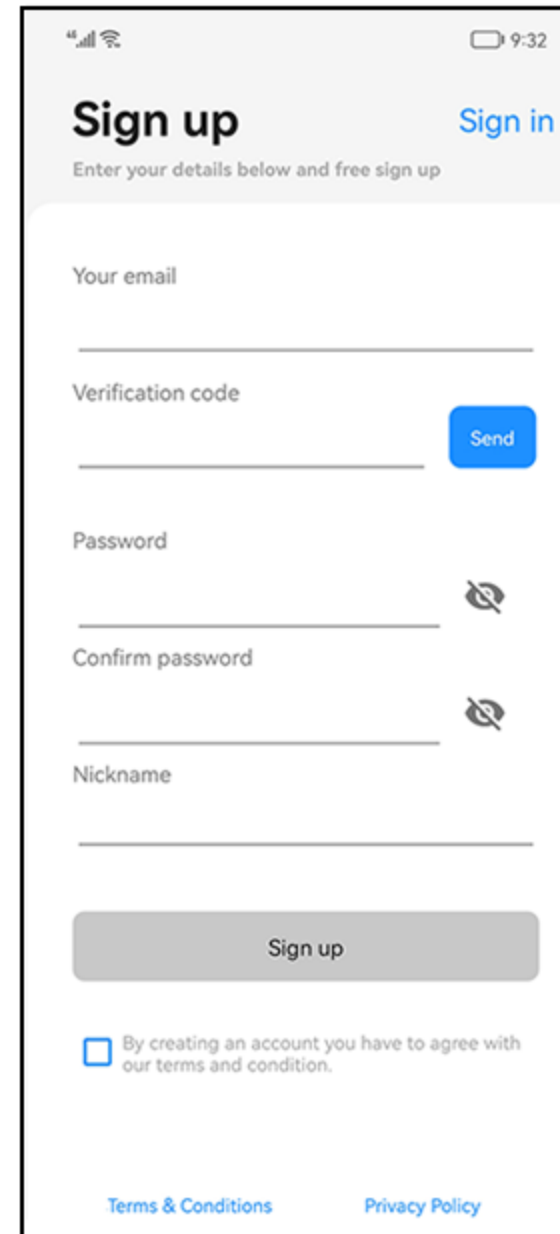 9:32
Sign up
Sign in
Enter your details below and free sign up
Your email
Verification code
Send
Password
Confirm password
Nickname
Sign up
By creating an account you have to agree with
our terms and condition.
Terms & Conditions
Privacy Policy